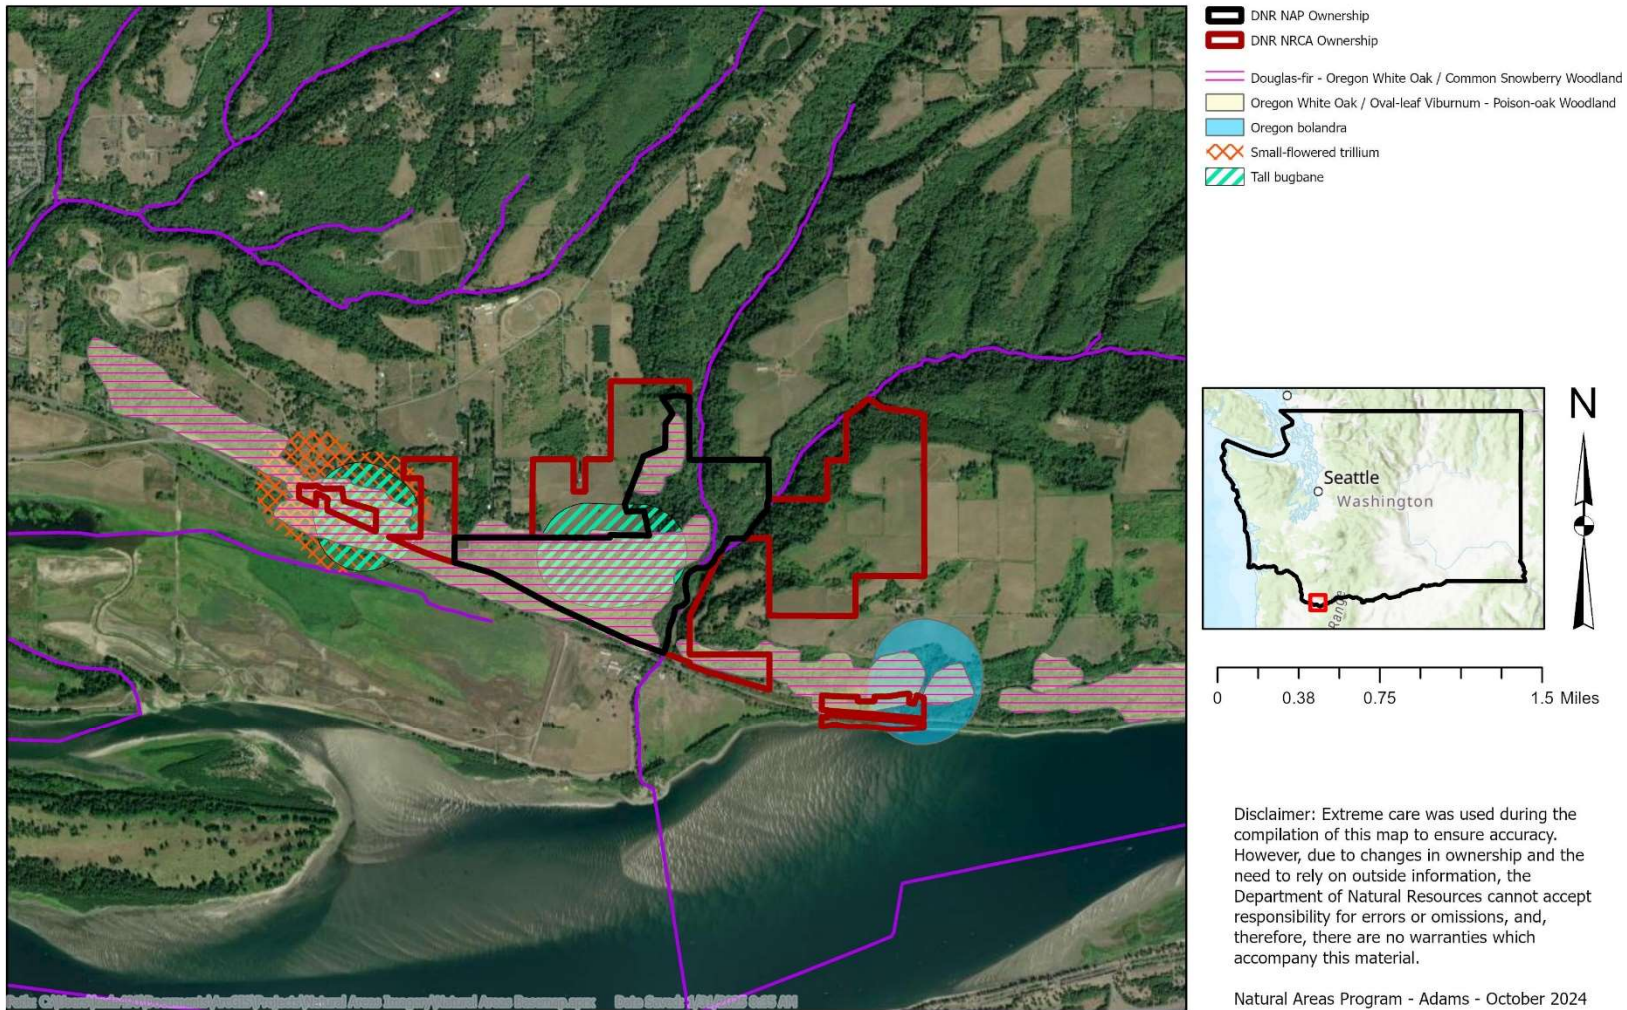 DNR NAP Ownership
DNR NRCA Ownership
Douglas-fir - Oregon White Oak / Common Snowberry Woodland
Oregon White Oak / Oval-leaf Viburnum - Poison-oak Woodland
Oregon bolandra
Small-flowered trillium
Tall bugbane
N
Seattle
Washington
Range
0 0.38 0.75 1.5 Miles
Disclaimer: Extreme care was used during the
compilation of this map to ensure accuracy.
However, due to changes in ownership and the
need to rely on outside information, the
Department of Natural Resources cannot accept
responsibility for errors or omissions, and,
therefore, there are no warranties which
accompany this material.
Natural Areas Program - Adams - October 2024